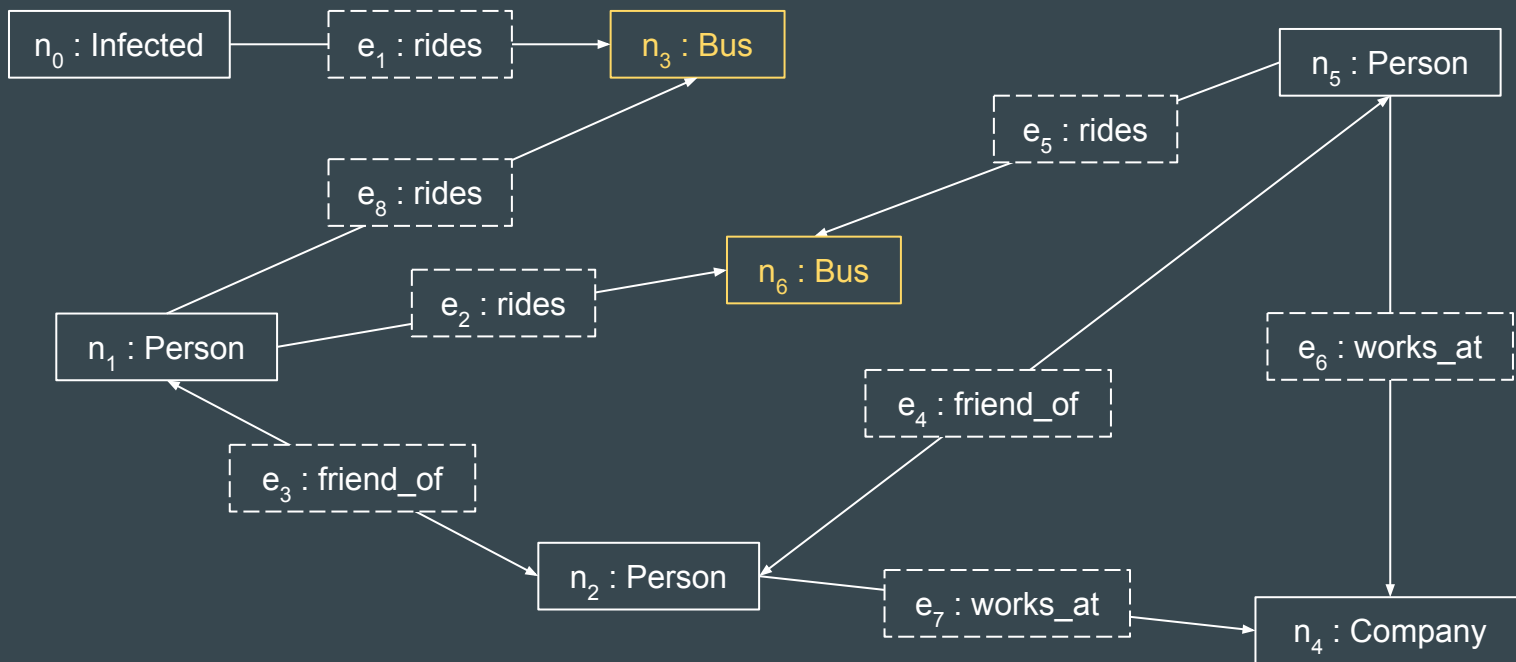 n₀ : Infected
e₁ : rides
n₃ : Bus
n₅ : Person
e₅ : rides
e₈ : rides
n₆ : Bus
e₂ : rides
n₁ : Person
e₆ : works_at
e₄ : friend_of
e₃ : friend_of
n₂ : Person
e₇ : works_at
n₄ : Company